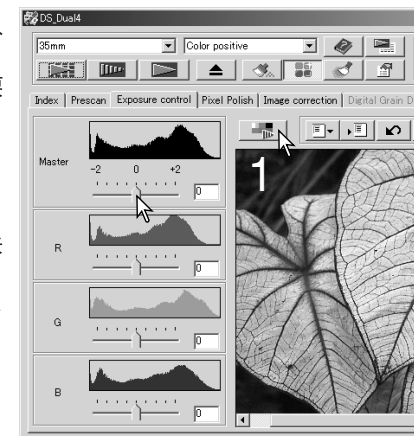 DS_Dual4
35mm Color positive
Index Prescan Exposure control Pixel Polish Image correction Digital Grain D
Master
-2 0 +2
0
R
0
G
0
B
0
1